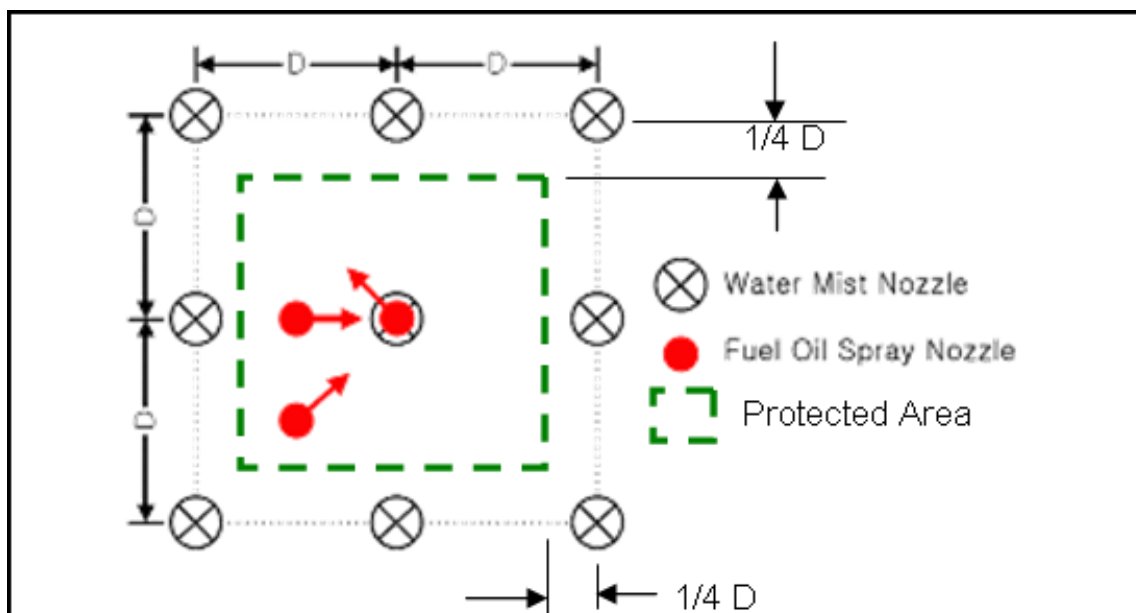 D D
1/4 D
D
Water Mist Nozzle
Fuel Oil Spray Nozzle
D
Protected Area
1/4 D